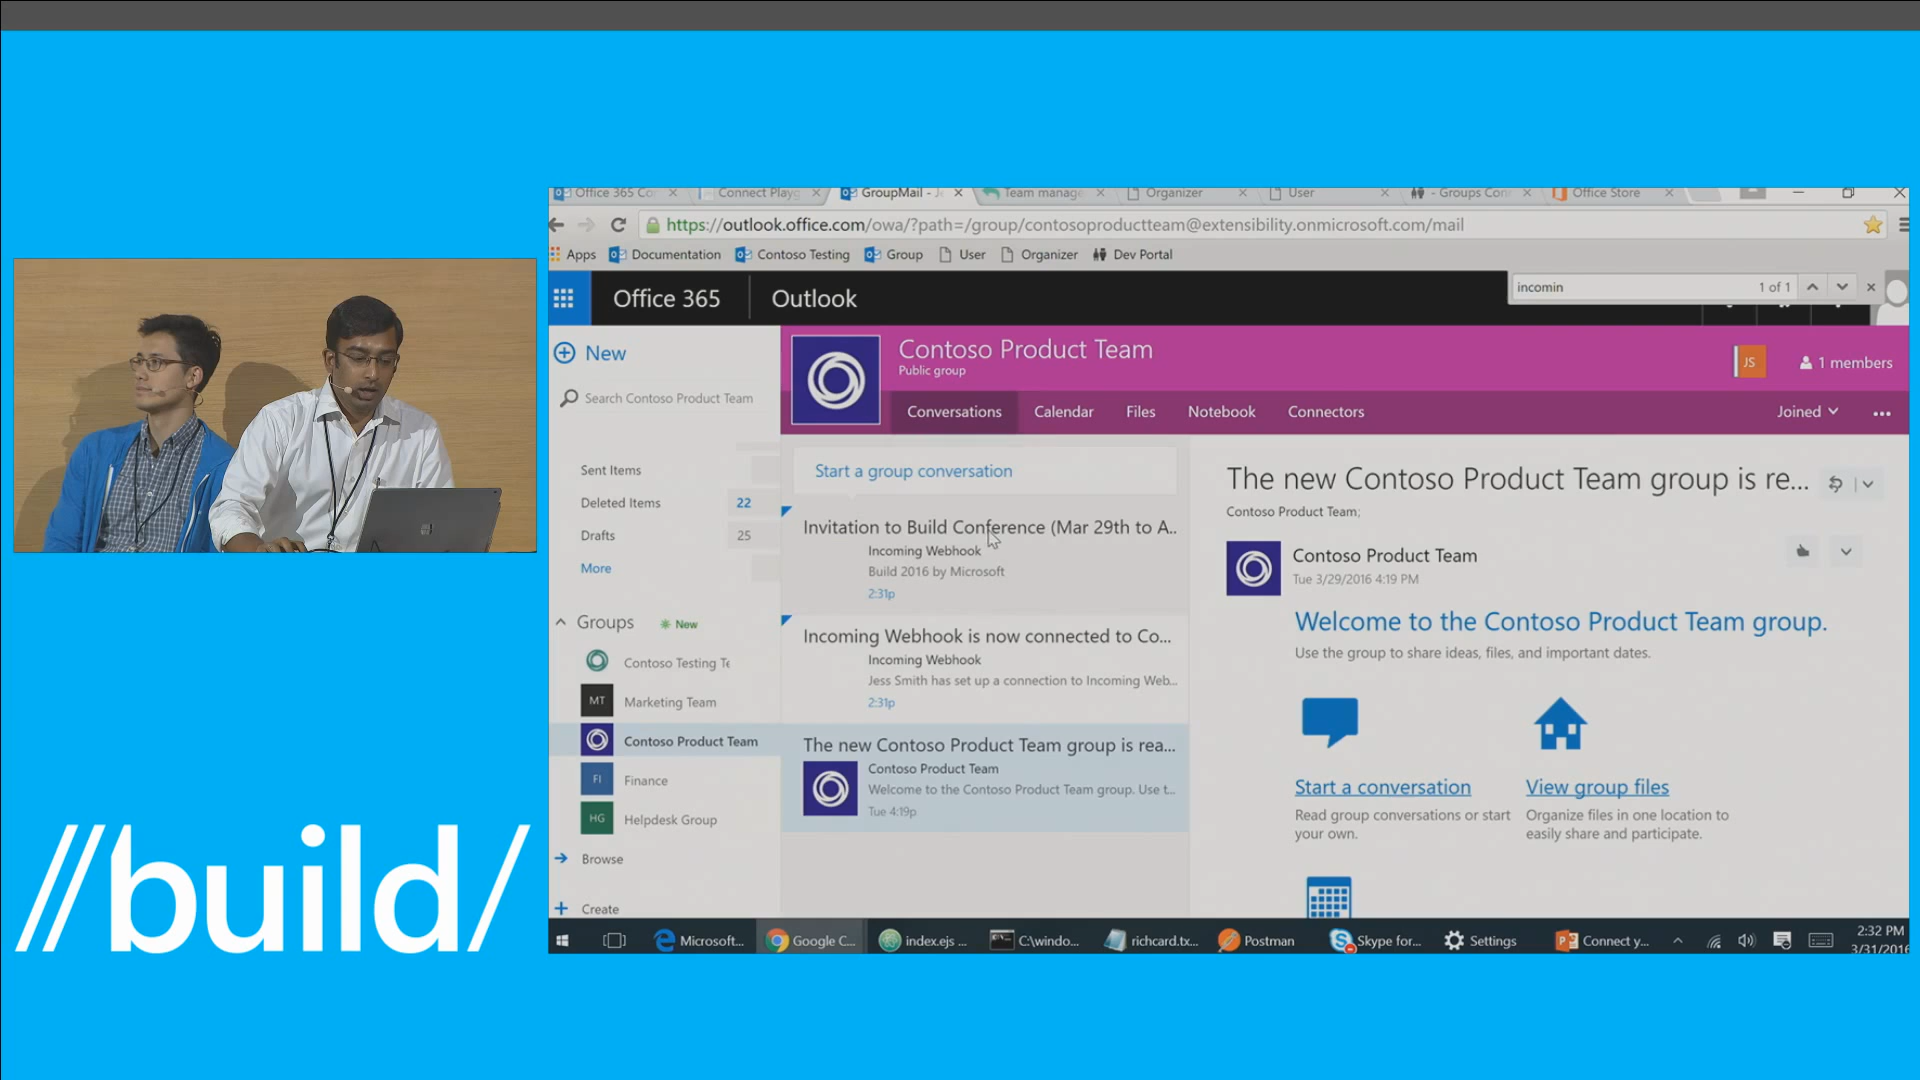 Office 365 Co
Connect Playg
GroupMail - Je
Team manage
Organizer
User
- Groups Con
Office Store
https://outlook.office.com/owa/?path=/group/contosoproductteam@extensibility.onmicrosoft.com/mail
Apps
Documentation
Contoso Testing
Group
User
Organizer
Dev Portal
Office 365
Outlook
incomin
1 of 1
New
Search Contoso Product Team
Sent Items
Deleted Items 22
Drafts 25
More
Groups
New
Contoso Testing Te
MT Marketing Team
Contoso Product Team
FI Finance
HG Helpdesk Group
Browse
Create
Contoso Product Team
Public group
JS
1 members
Conversations
Calendar
Files
Notebook
Connectors
Joined
Start a group conversation
Invitation to Build Conference (Mar 29th to A..
Incoming Webhook
Build 2016 by Microsoft
2:31p
Incoming Webhook is now connected to Co...
Incoming Webhook
Jess Smith has set up a connection to Incoming Web...
2:31p
The new Contoso Product Team group is rea...
Contoso Product Team
Welcome to the Contoso Product Team group. Use t...
Tue 4:19p
The new Contoso Product Team group is re...
Contoso Product Team;
Contoso Product Team
Tue 3/29/2016 4:19 PM
Welcome to the Contoso Product Team group.
Use the group to share ideas, files, and important dates.
Start a conversation
Read group conversations or start
your own.
View group files
Organize files in one location to
easily share and participate.
Microsoft...
Google C...
index.ejs ...
C:\windo...
richcard.tx...
Postman
Skype for...
Settings
Connect y...
2:32 PM
3/31/2016
//build/